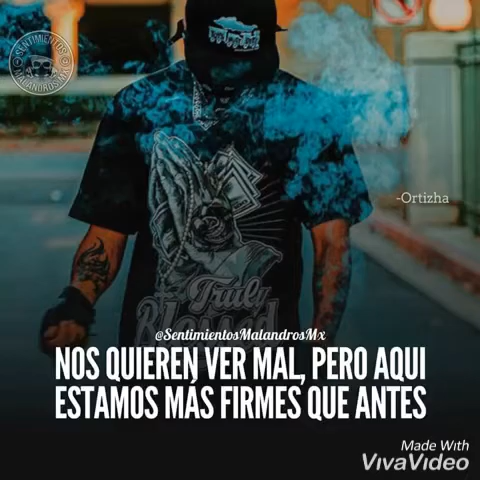 SENTIMIENTOS
MALANDROS MX
-Ortizha
Truly
Blessed
@SentimientosMalandrosMx
NOS QUIEREN VER MAL, PERO AQUI
ESTAMOS MÁS FIRMES QUE ANTES
Made With
VivaVideo